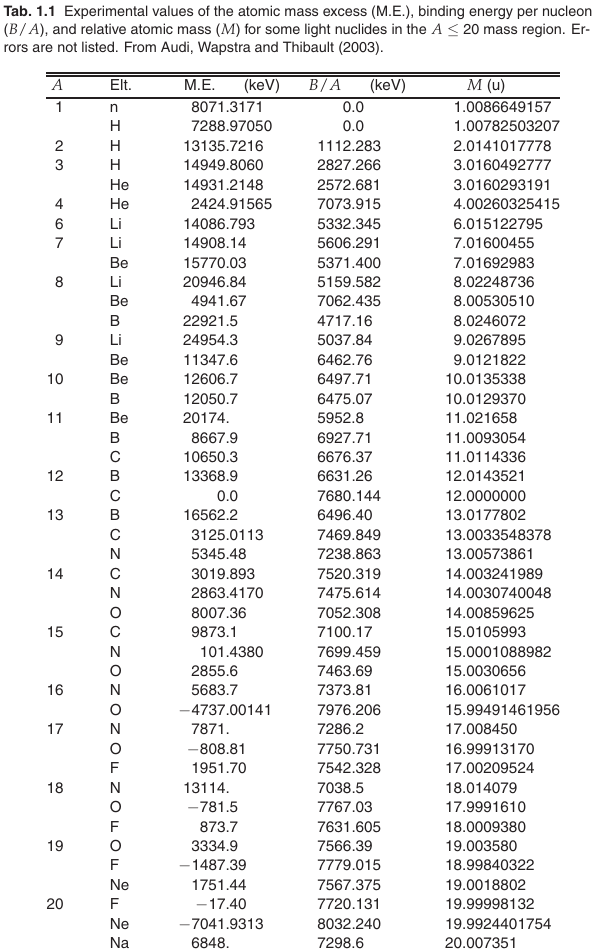 Tab. 1.1 Experimental values of the atomic mass excess (M.E.), binding energy per nucleon
(B/A), and relative atomic mass (M) for some light nuclides in the A ≤ 20 mass region. Er-
rors are not listed. From Audi, Wapstra and Thibault (2003).
A Elt. M.E. (keV) B/A (keV) M (u)
1 n 8071.3171 0.0 1.0086649157
H 7288.97050 0.0 1.00782503207
2 H 13135.7216 1112.283 2.0141017778
3 H 14949.8060 2827.266 3.0160492777
He 14931.2148 2572.681 3.0160293191
4 He 2424.91565 7073.915 4.00260325415
6 Li 14086.793 5332.345 6.015122795
7 Li 14908.14 5606.291 7.01600455
Be 15770.03 5371.400 7.01692983
8 Li 20946.84 5159.582 8.02248736
Be 4941.67 7062.435 8.00530510
B 22921.5 4717.16 8.0246072
9 Li 24954.3 5037.84 9.0267895
Be 11347.6 6462.76 9.0121822
10 Be 12606.7 6497.71 10.0135338
B 12050.7 6475.07 10.0129370
11 Be 20174. 5952.8 11.021658
B 8667.9 6927.71 11.0093054
C 10650.3 6676.37 11.0114336
12 B 13368.9 6631.26 12.0143521
C 0.0 7680.144 12.0000000
13 B 16562.2 6496.40 13.0177802
C 3125.0113 7469.849 13.0033548378
N 5345.48 7238.863 13.00573861
14 C 3019.893 7520.319 14.003241989
N 2863.4170 7475.614 14.0030740048
O 8007.36 7052.308 14.00859625
15 C 9873.1 7100.17 15.0105993
N 101.4380 7699.459 15.0001088982
O 2855.6 7463.69 15.0030656
16 N 5683.7 7373.81 16.0061017
O −4737.00141 7976.206 15.99491461956
17 N 7871. 7286.2 17.008450
O −808.81 7750.731 16.99913170
F 1951.70 7542.328 17.00209524
18 N 13114. 7038.5 18.014079
O −781.5 7767.03 17.9991610
F 873.7 7631.605 18.0009380
19 O 3334.9 7566.39 19.003580
F −1487.39 7779.015 18.99840322
Ne 1751.44 7567.375 19.0018802
20 F −17.40 7720.131 19.99998132
Ne −7041.9313 8032.240 19.9924401754
Na 6848. 7298.6 20.007351